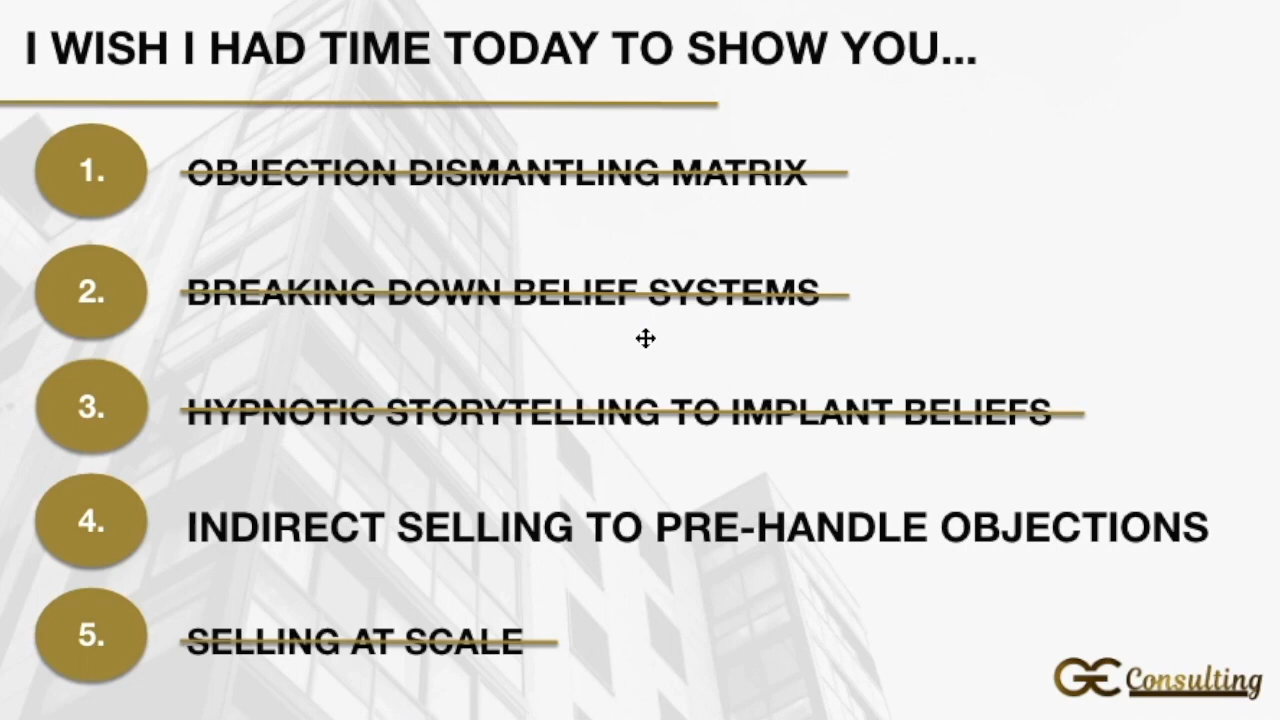 I WISH I HAD TIME TODAY TO SHOW YOU...
1. OBJECTION DISMANTLING MATRIX
2. BREAKING DOWN BELIEF SYSTEMS
3. HYPNOTIC STORYTELLING TO IMPLANT BELIEFS
4. INDIRECT SELLING TO PRE-HANDLE OBJECTIONS
5. SELLING AT SCALE
GC Consulting